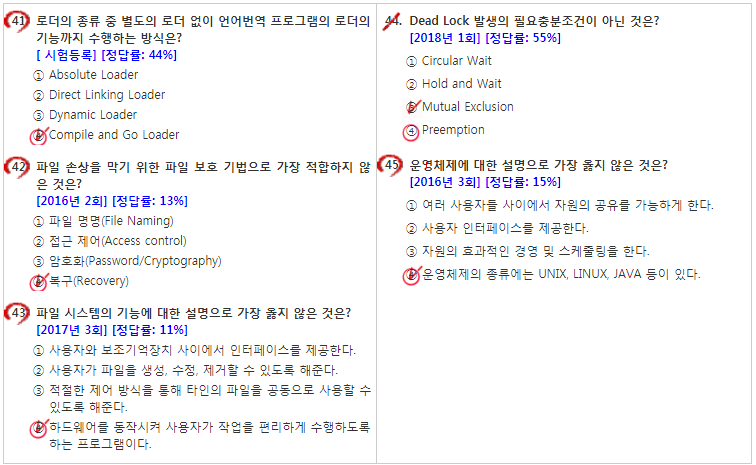 41. 로더의 종류 중 별도의 로더 없이 언어번역 프로그램의 로더의
기능까지 수행하는 방식은?
[ 시험등록] [정답률: 44%]
① Absolute Loader
② Direct Linking Loader
③ Dynamic Loader
④ Compile and Go Loader
42. 파일 손상을 막기 위한 파일 보호 기법으로 가장 적합하지 않
은 것은?
[2016년 2회] [정답률: 13%]
① 파일 명명(File Naming)
② 접근 제어(Access control)
③ 암호화(Password/Cryptography)
④ 복구(Recovery)
43. 파일 시스템의 기능에 대한 설명으로 가장 옳지 않은 것은?
[2017년 3회] [정답률: 11%]
① 사용자와 보조기억장치 사이에서 인터페이스를 제공한다.
② 사용자가 파일을 생성, 수정, 제거할 수 있도록 해준다.
③ 적절한 제어 방식을 통해 타인의 파일을 공동으로 사용할 수
있도록 해준다.
④ 하드웨어를 동작시켜 사용자가 작업을 편리하게 수행하도록
하는 프로그램이다.
44. Dead Lock 발생의 필요충분조건이 아닌 것은?
[2018년 1회] [정답률: 55%]
① Circular Wait
② Hold and Wait
③ Mutual Exclusion
④ Preemption
45. 운영체제에 대한 설명으로 가장 옳지 않은 것은?
[2016년 3회] [정답률: 15%]
① 여러 사용자들 사이에서 자원의 공유를 가능하게 한다.
② 사용자 인터페이스를 제공한다.
③ 자원의 효과적인 경영 및 스케줄링을 한다.
④ 운영체제의 종류에는 UNIX, LINUX, JAVA 등이 있다.